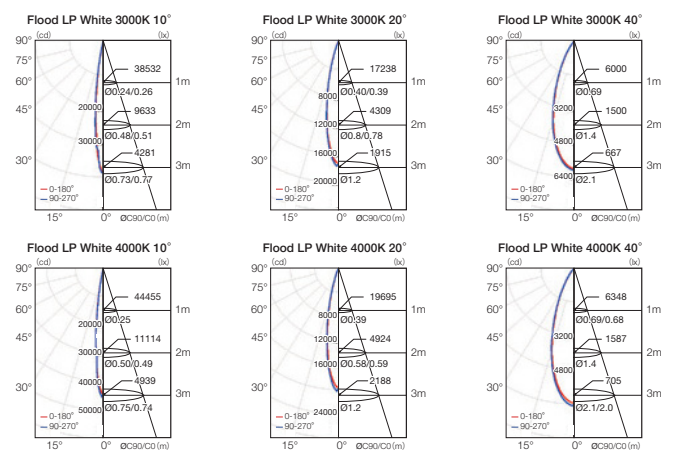 Flood LP White 3000K 10°
(cd) (lx)
90°
75°
60°
45°
30°
15° 0° ØC90/C0 (m)
38532
1m
Ø0.24/0.26
20000
9633
2m
Ø0.48/0.51
30000
4281
3m
Ø0.73/0.77
0-180°
90-270°
Flood LP White 3000K 20°
(cd) (lx)
90°
75°
60°
45°
30°
15° 0° ØC90/C0 (m)
17238
1m
Ø0.40/0.39
8000
4309
12000
2m
Ø0.8/0.78
16000
1915
3m
Ø1.2
20000
0-180°
90-270°
Flood LP White 3000K 40°
(cd) (lx)
90°
75°
60°
45°
30°
15° 0° ØC90/C0 (m)
6000
1m
Ø0.69
3200
1500
2m
Ø1.4
4800
667
3m
6400
Ø2.1
0-180°
90-270°
Flood LP White 4000K 10°
(cd) (lx)
90°
75°
60°
45°
30°
15° 0° ØC90/C0 (m)
44455
1m
Ø0.25
20000
11114
30000
2m
Ø0.50/0.49
40000
4939
3m
Ø0.75/0.74
50000
0-180°
90-270°
Flood LP White 4000K 20°
(cd) (lx)
90°
75°
60°
45°
30°
15° 0° ØC90/C0 (m)
19695
1m
Ø0.39
8000
4924
12000
2m
Ø0.58/0.59
16000
2188
3m
Ø1.2
24000
0-180°
90-270°
Flood LP White 4000K 40°
(cd) (lx)
90°
75°
60°
45°
30°
15° 0° ØC90/C0 (m)
6348
1m
Ø0.69/0.68
3200
1587
2m
Ø1.4
4800
705
3m
Ø2.1/2.0
0-180°
90-270°